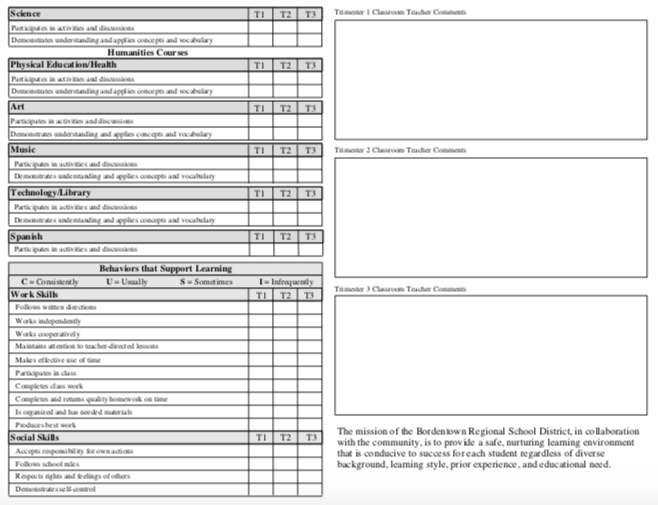 Science T1 T2 T3
Participates in activities and discussions
Demonstrates understanding and applies concepts and vocabulary
Humanities Courses
Physical Education/Health T1 T2 T3
Participates in activities and discussions
Demonstrates understanding and applies concepts and vocabulary
Art T1 T2 T3
Participates in activities and discussions
Demonstrates understanding and applies concepts and vocabulary
Music T1 T2 T3
Participates in activities and discussions
Demonstrates understanding and applies concepts and vocabulary
Technology/Library T1 T2 T3
Participates in activities and discussions
Demonstrates understanding and applies concepts and vocabulary
Spanish T1 T2 T3
Participates in activities and discussions
Behaviors that Support Learning
C = Consistently U = Usually S = Sometimes I = Infrequently
Work Skills T1 T2 T3
Follows written directions
Works independently
Works cooperatively
Maintains attention to teacher-directed lessons
Makes effective use of time
Participates in class
Completes class work
Completes and returns quality homework on time
Is organized and has needed materials
Produces best work
Social Skills T1 T2 T3
Accepts responsibility for own actions
Follows school rules
Respects rights and feelings of others
Demonstrates self-control
Trimester 1 Classroom Teacher Comments
Trimester 2 Classroom Teacher Comments
Trimester 3 Classroom Teacher Comments
The mission of the Bordentown Regional School District, in collaboration
with the community, is to provide a safe, nurturing learning environment
that is conducive to success for each student regardless of diverse
background, learning style, prior experience, and educational need.